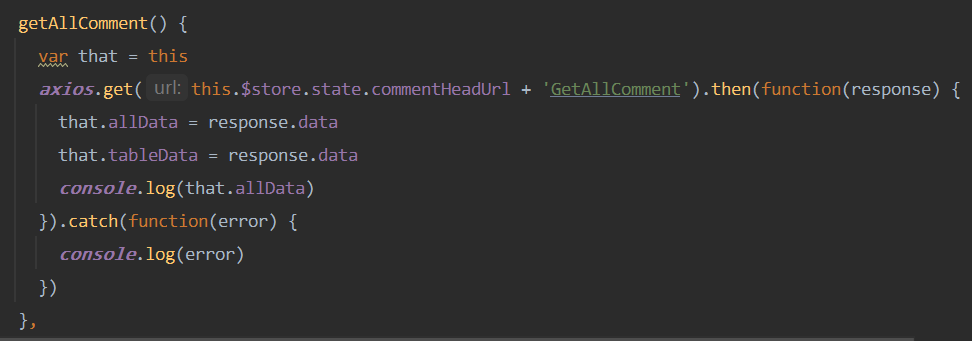 getAllComment() {
var that = this
axios.get( url: this.$store.state.commentHeadUrl + 'GetAllComment').then(function(response) {
that.allData = response.data
that.tableData = response.data
console.log(that.allData)
}).catch(function(error) {
console.log(error)
})
},